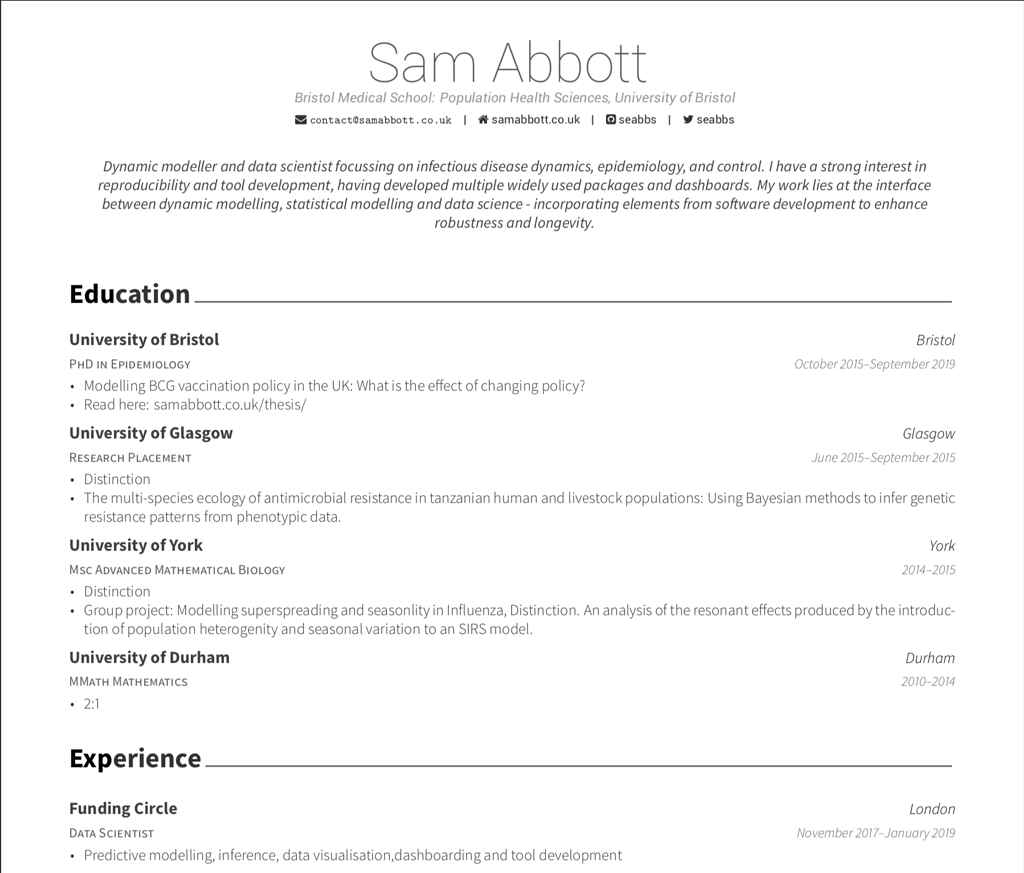 Sam Abbott
Bristol Medical School: Population Health Sciences, University of Bristol
contact@samabbott.co.uk | samabbott.co.uk | seabbs | seabbs
Dynamic modeller and data scientist focussing on infectious disease dynamics, epidemiology, and control. I have a strong interest in
reproducibility and tool development, having developed multiple widely used packages and dashboards. My work lies at the interface
between dynamic modelling, statistical modelling and data science - incorporating elements from software development to enhance
robustness and longevity.
Education
University of Bristol Bristol
PhD in Epidemiology October 2015–September 2019
• Modelling BCG vaccination policy in the UK: What is the effect of changing policy?
• Read here: samabbott.co.uk/thesis/
University of Glasgow Glasgow
Research Placement June 2015–September 2015
• Distinction
• The multi-species ecology of antimicrobial resistance in tanzanian human and livestock populations: Using Bayesian methods to infer genetic
resistance patterns from phenotypic data.
University of York York
Msc Advanced Mathematical Biology 2014–2015
• Distinction
• Group project: Modelling superspreading and seasonlity in Influenza, Distinction. An analysis of the resonant effects produced by the introduc-
tion of population heterogenity and seasonal variation to an SIRS model.
University of Durham Durham
MMath Mathematics 2010–2014
• 2:1
Experience
Funding Circle London
Data Scientist November 2017–January 2019
• Predictive modelling, inference, data visualisation,dashboarding and tool development